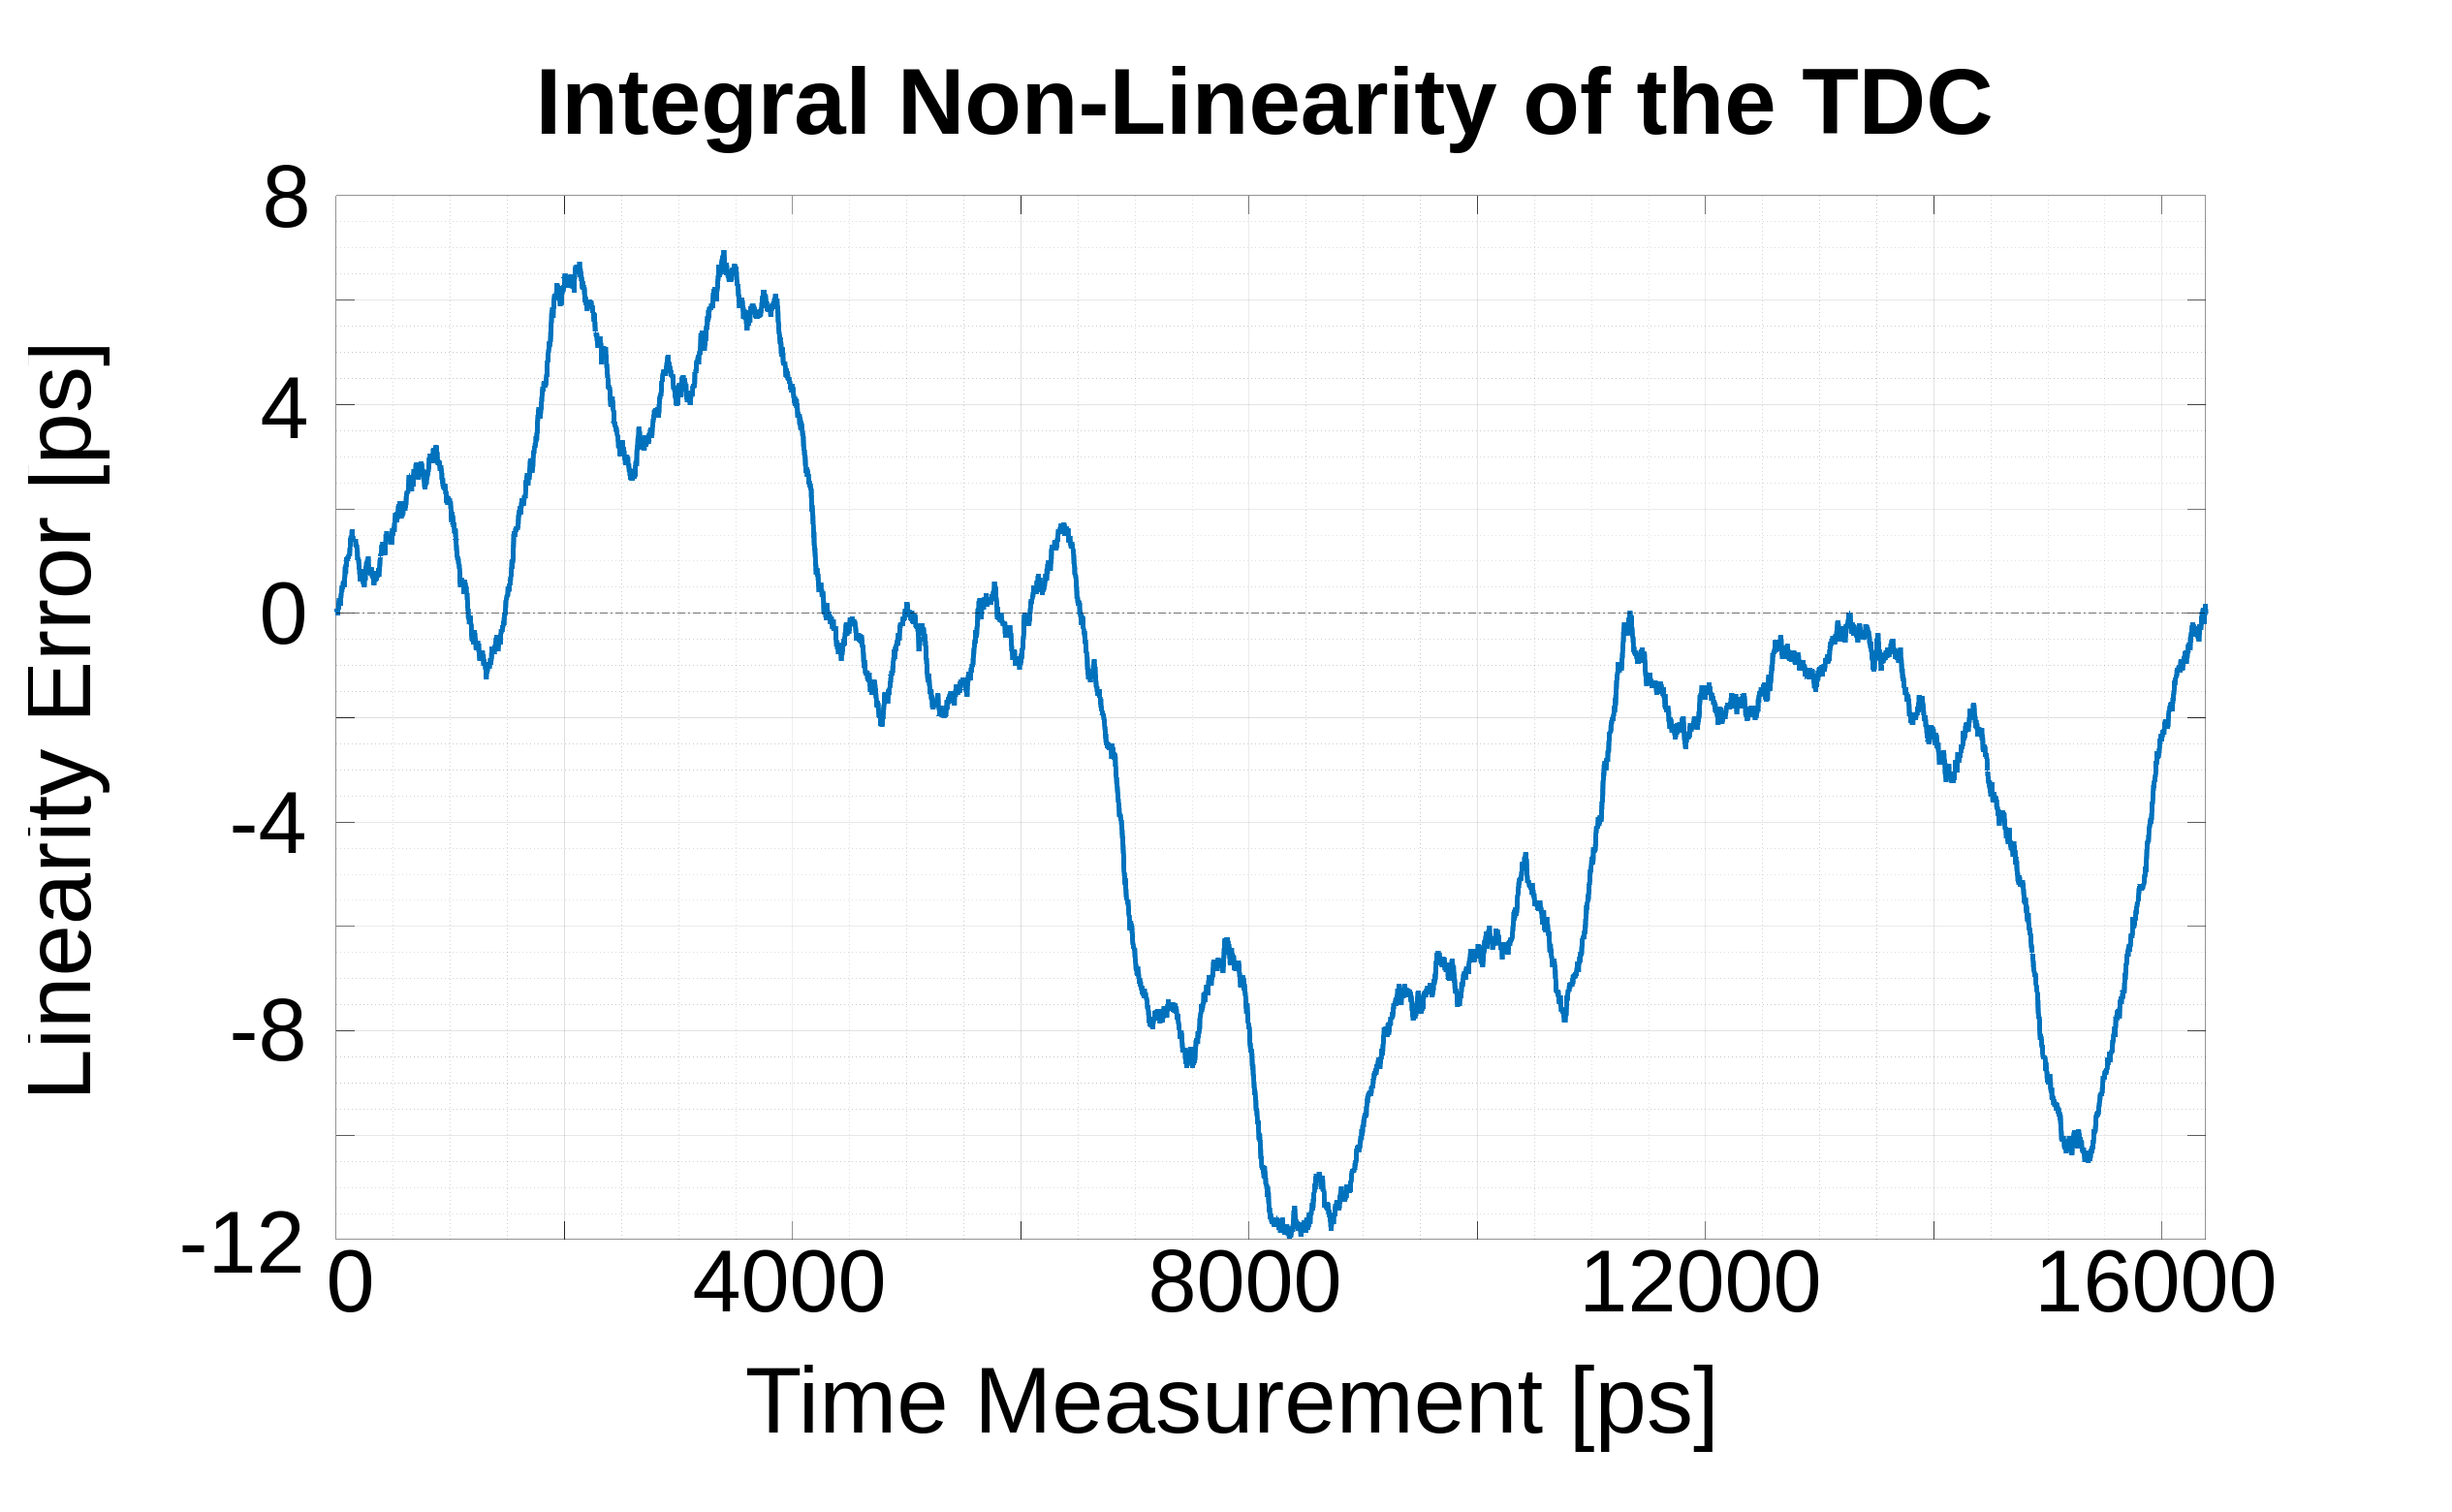 Integral Non-Linearity of the TDC
8
4
0
-4
-8
-12
Linearity Error [ps]
0 4000 8000 12000 16000
Time Measurement [ps]